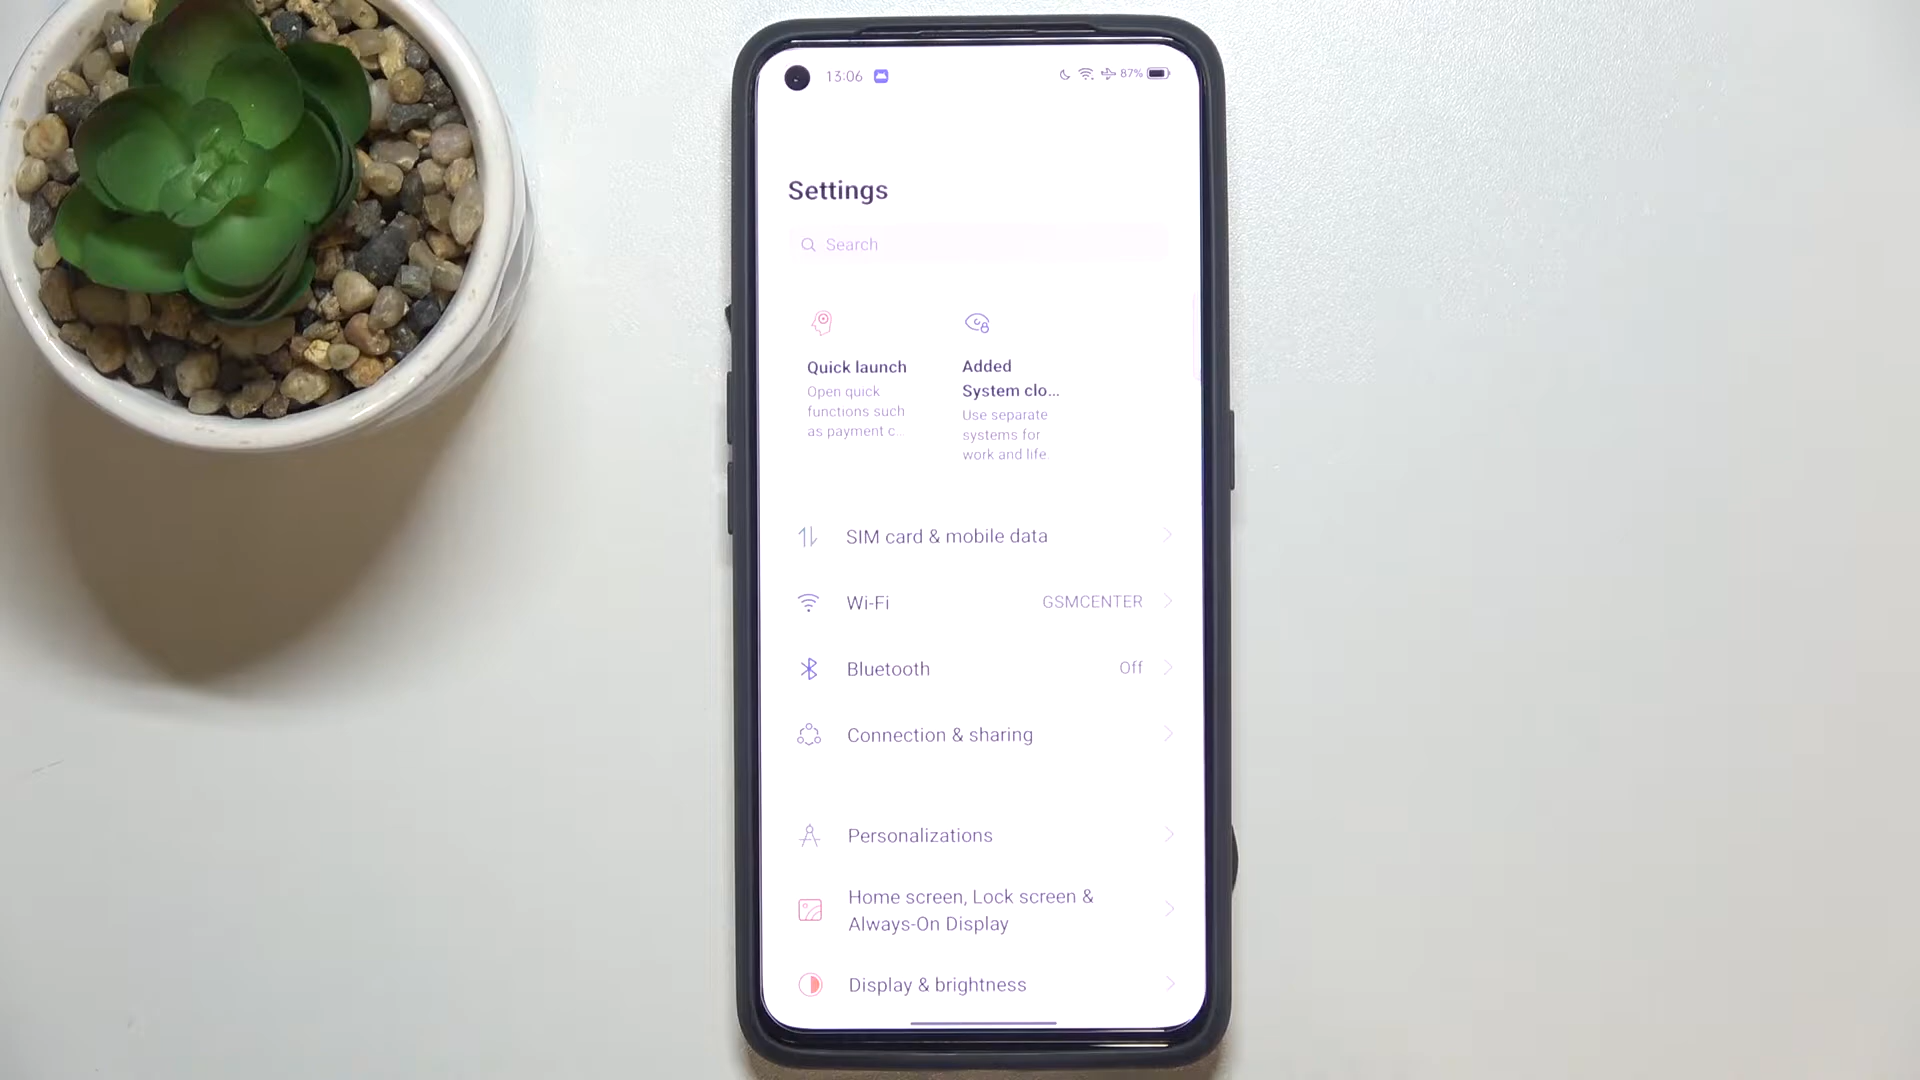 13:06
87%
Settings
Search
Quick launch
Open quick
functions such
as payment c...
Added
System clo...
Use separate
systems for
work and life.
SIM card & mobile data
Wi-Fi GSMCENTER
Bluetooth Off
Connection & sharing
Personalizations
Home screen, Lock screen &
Always-On Display
Display & brightness